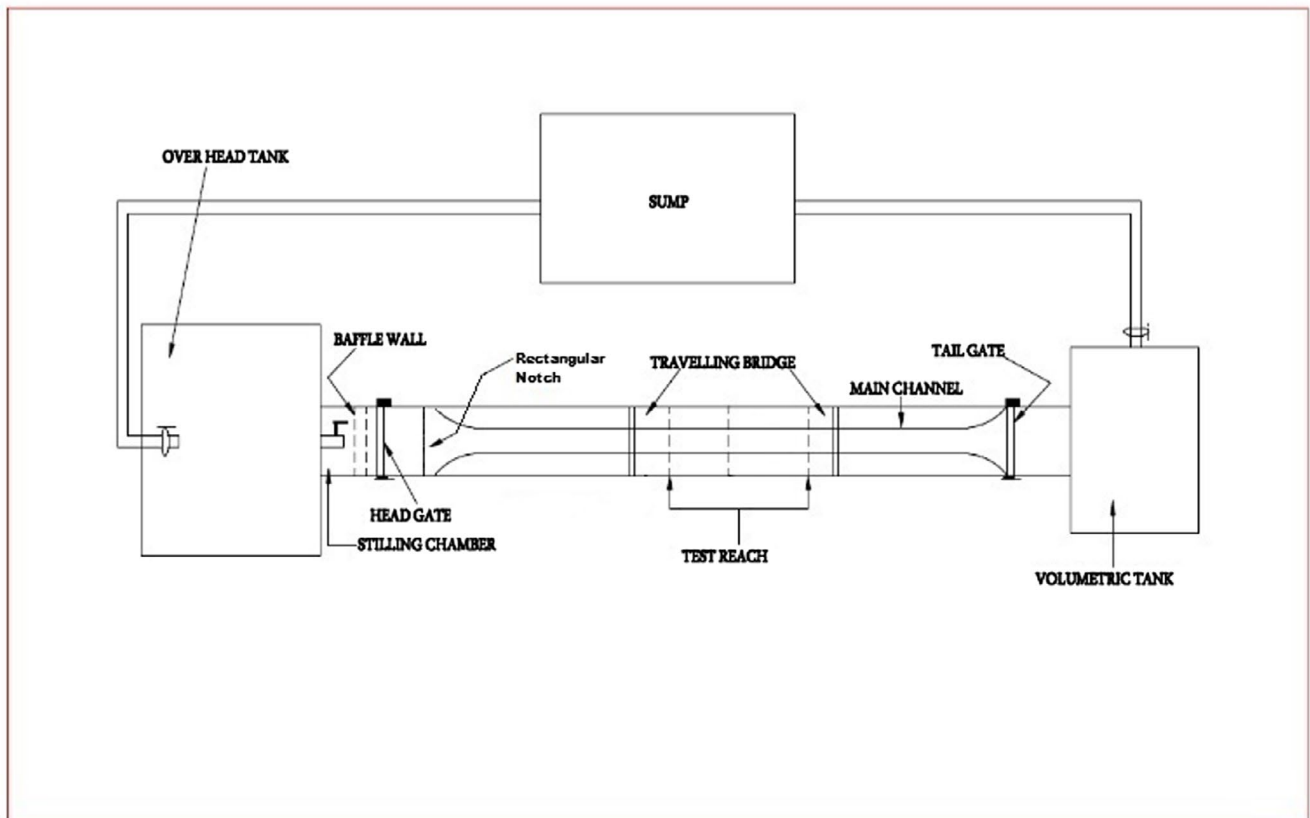 OVER HEAD TANK
SUMP
BAFFLE WALL
Rectangular
Notch
TRAVELLING BRIDGE
TAIL GATE
MAIN CHANNEL
HEAD GATE
STILLING CHAMBER
TEST REACH
VOLUMETRIC TANK